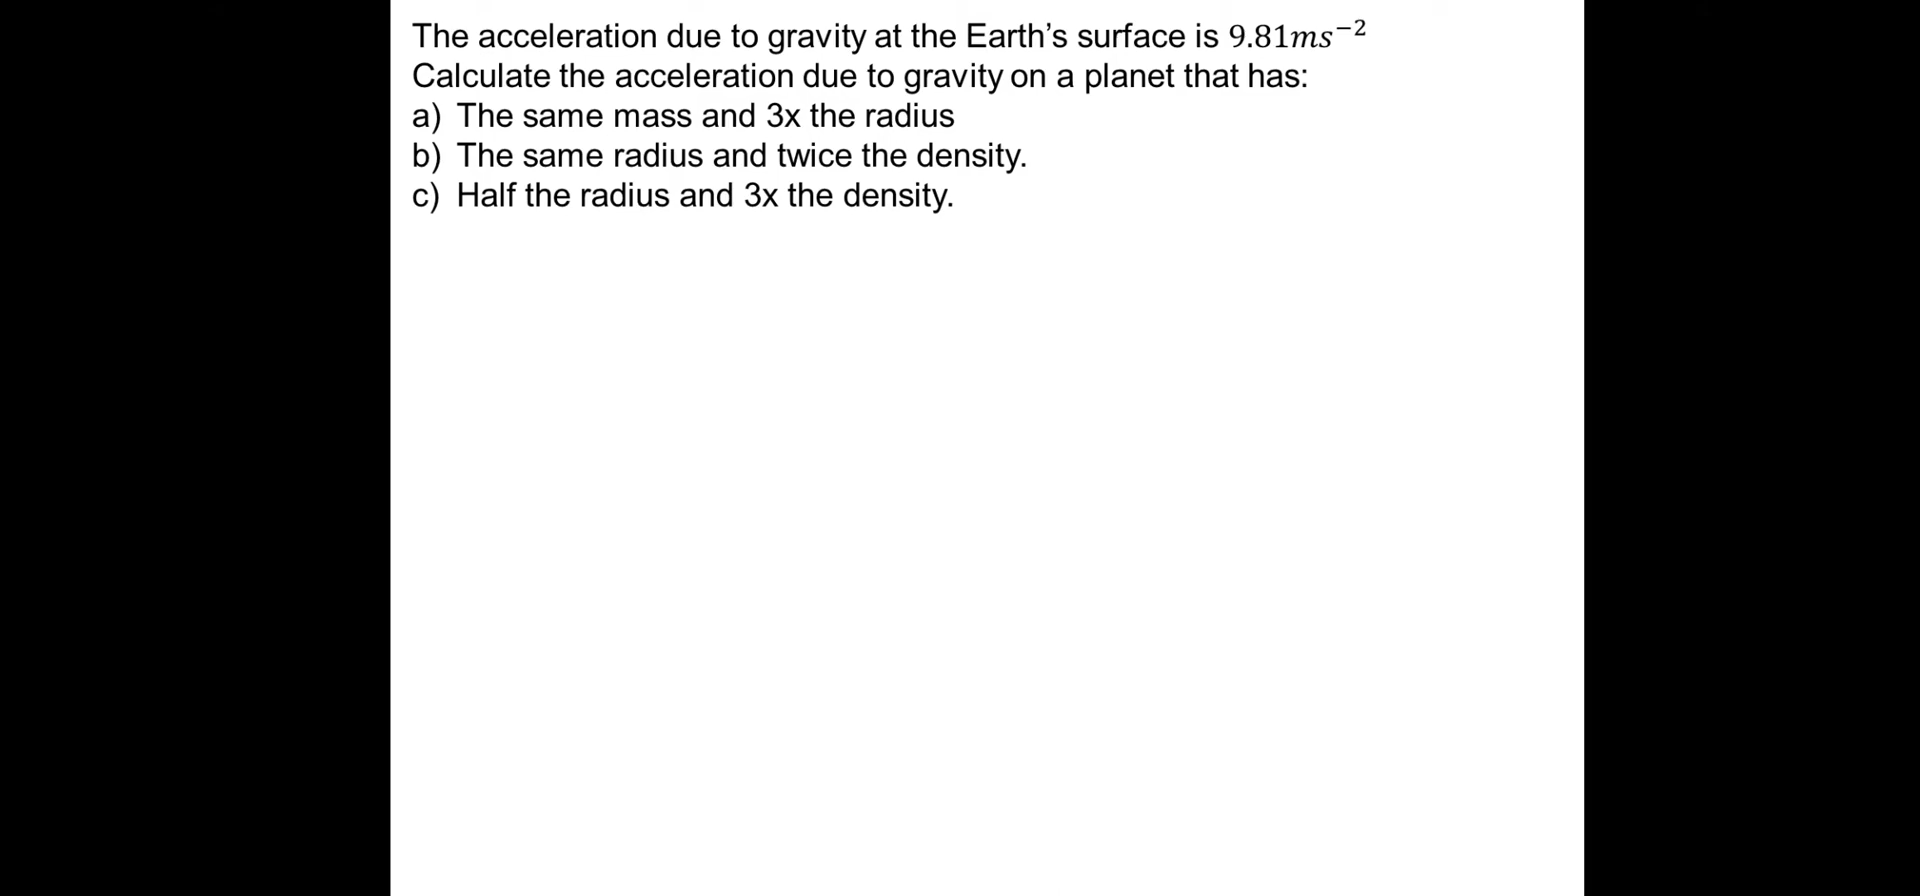 The acceleration due to gravity at the Earth’s surface is 9.81ms⁻²
Calculate the acceleration due to gravity on a planet that has:
a) The same mass and 3x the radius
b) The same radius and twice the density.
c) Half the radius and 3x the density.